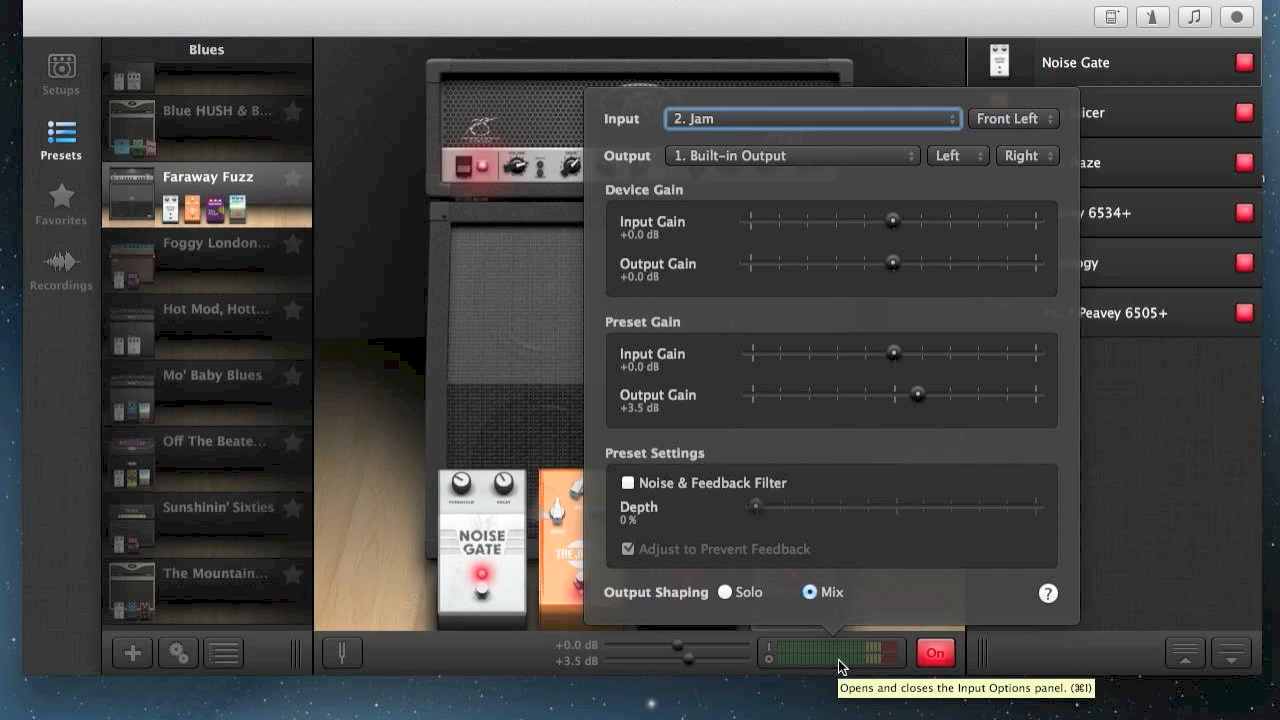 Blues
Setups
Presets
Favorites
Recordings
Blue HUSH & B...
Faraway Fuzz
Foggy London...
Hot Mod, Hott...
Mo' Baby Blues
Off The Beate...
Sunshinin' Sixties
The Mountain...
NOISE
GATE
Input 2. Jam Front Left
Output 1. Built-in Output Left Right
Device Gain
Input Gain
+0.0 dB
Output Gain
+0.0 dB
Preset Gain
Input Gain
+0.0 dB
Output Gain
+3.5 dB
Preset Settings
Noise & Feedback Filter
Depth
0 %
Adjust to Prevent Feedback
Output Shaping Solo Mix ?
Noise Gate
icer
aze
6534+
gy
Peavey 6505+
+0.0 dB
+3.5 dB
I
O
On
Opens and closes the Input Options panel. (⌘I)